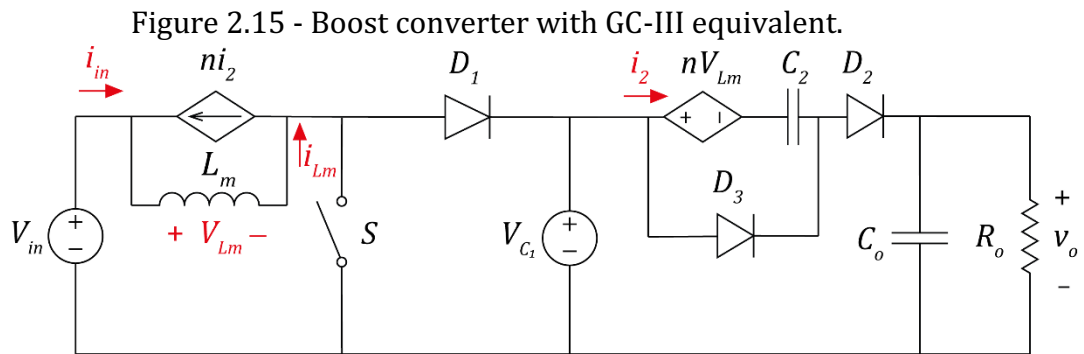 Figure 2.15 - Boost converter with GC-III equivalent.
i_in ni_2 D_1 i_2 nV_Lm C_2 D_2
+ −
L_m i_Lm
D_3
V_in + − + V_Lm − S V_C1 + − C_o R_o + v_o −